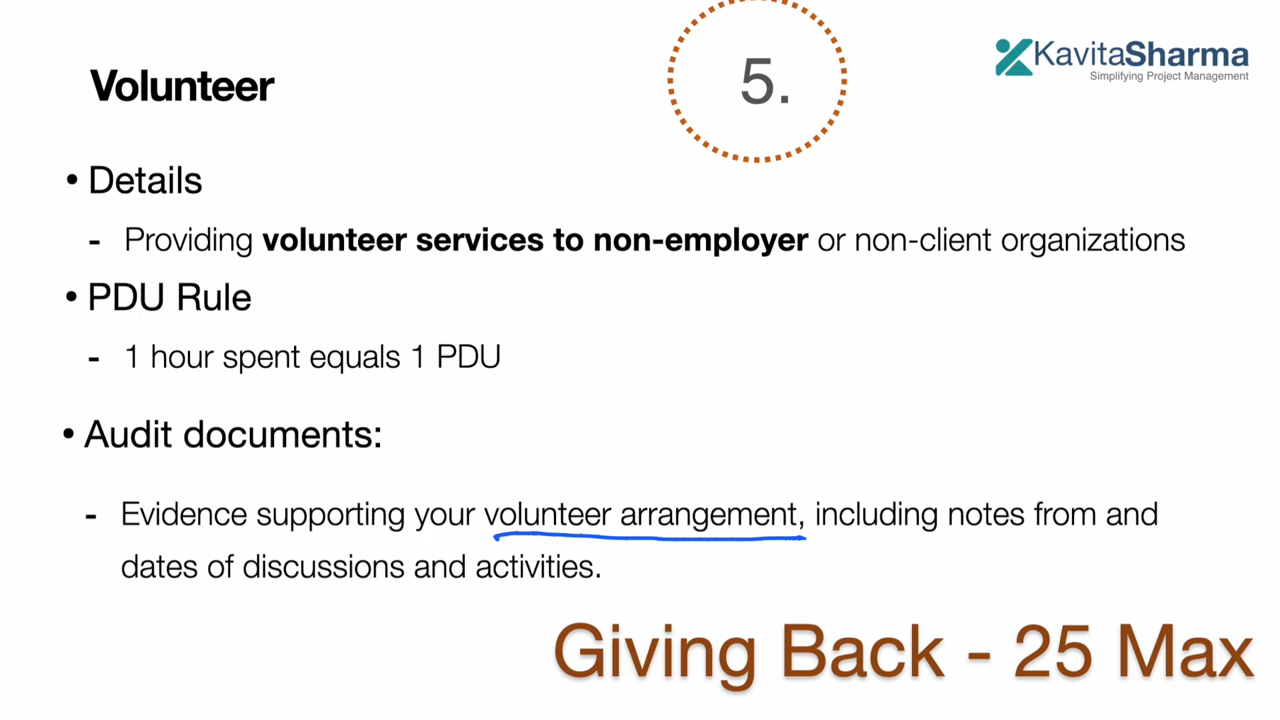 5.
KavitaSharma
Simplifying Project Management
Volunteer
• Details
- Providing volunteer services to non-employer or non-client organizations
• PDU Rule
- 1 hour spent equals 1 PDU
• Audit documents:
- Evidence supporting your volunteer arrangement, including notes from and
dates of discussions and activities.
Giving Back - 25 Max